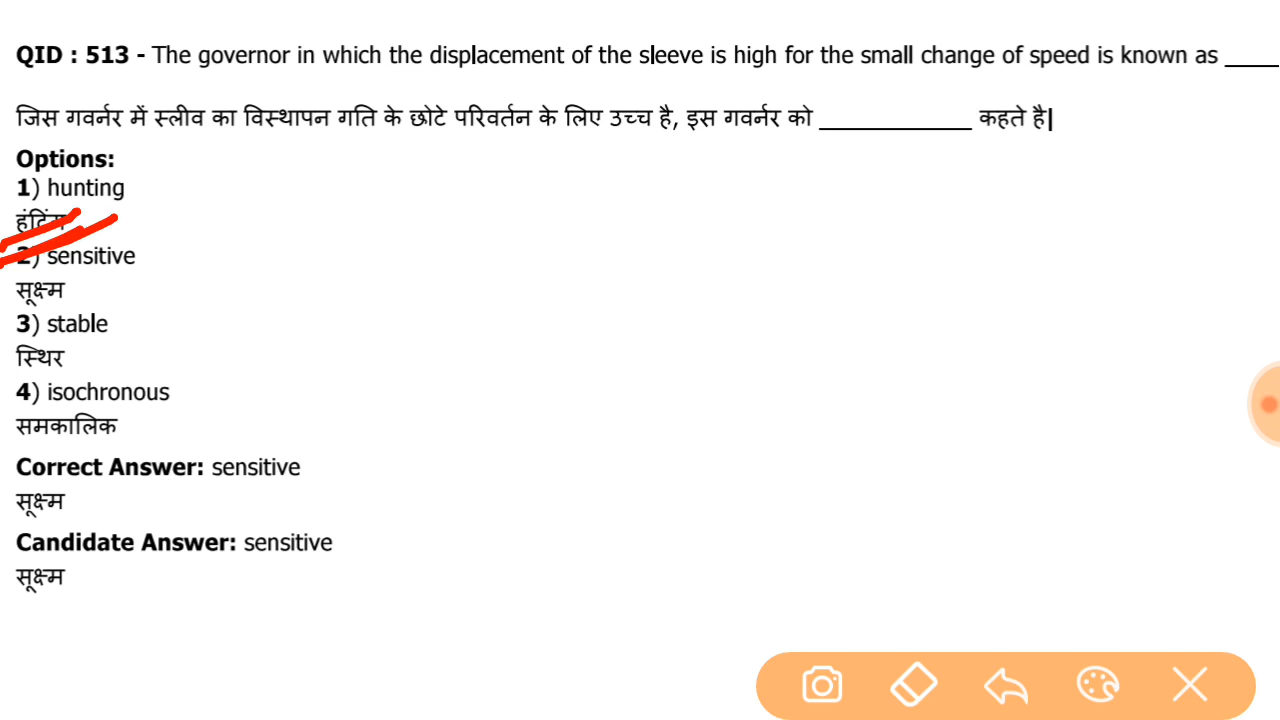 QID : 513 - The governor in which the displacement of the sleeve is high for the small change of speed is known as ____
जिस गवर्नर में स्लीव का विस्थापन गति के छोटे परिवर्तन के लिए उच्च है, इस गवर्नर को ____________ कहते है|
Options:
1) hunting
हंटिंग
2) sensitive
सूक्ष्म
3) stable
स्थिर
4) isochronous
समकालिक
Correct Answer: sensitive
सूक्ष्म
Candidate Answer: sensitive
सूक्ष्म